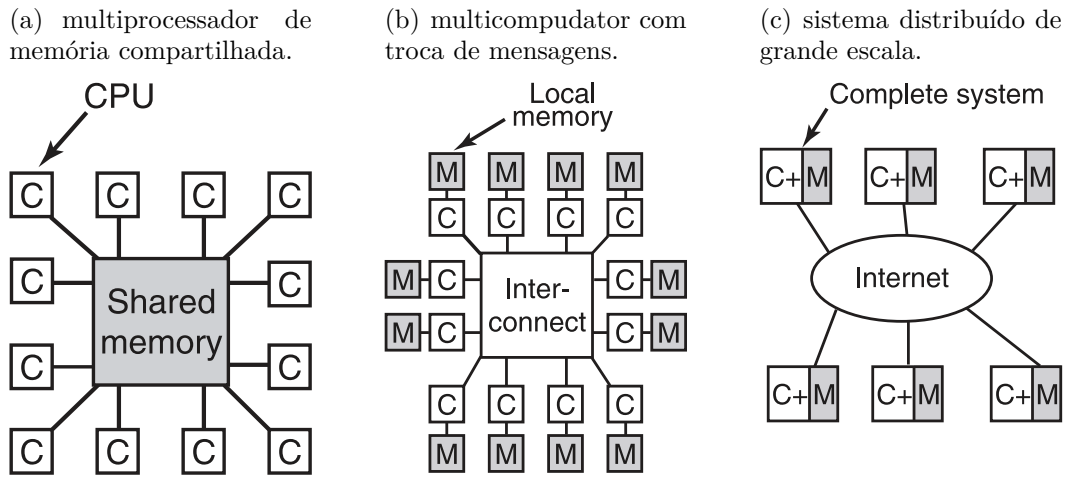 (a) multiprocessador de
memória compartilhada.
CPU
C C C C
C C
Shared
memory
C C
C C C C
(b) multicompudator com
troca de mensagens.
Local
memory
M M M M
C C C C
M C C M
Inter-
connect
M C C M
C C C C
M M M M
(c) sistema distribuído de
grande escala.
Complete system
C+ M C+ M C+ M
Internet
C+ M C+ M C+ M